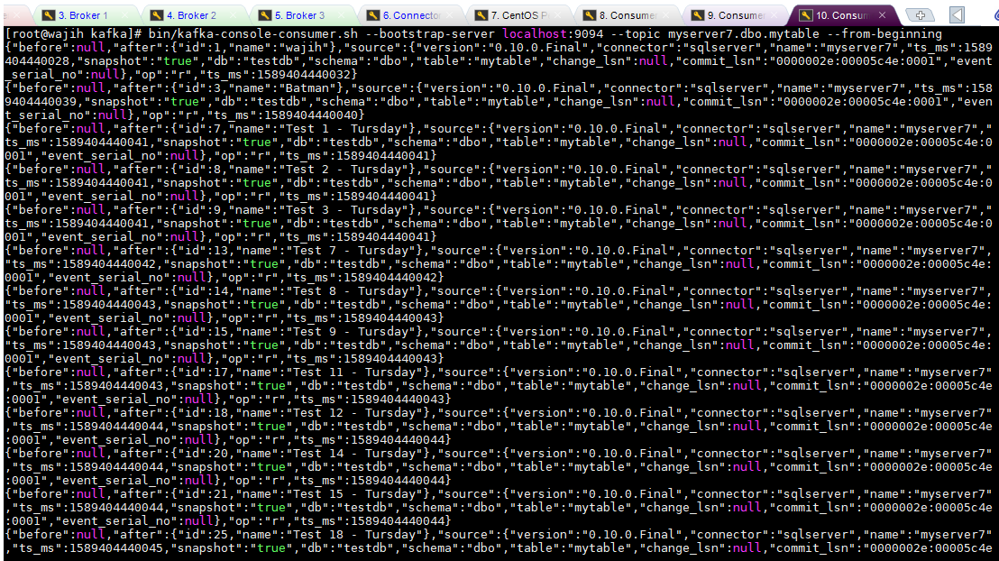 3. Broker 1
4. Broker 2
5. Broker 3
6. Connector
7. CentOS
8. Consumer
9. Consumer
10. Consum
[root@wajih kafka]# bin/kafka-console-consumer.sh --bootstrap-server localhost:9094 --topic myserver7.dbo.mytable --from-beginning
{"before":null,"after":{"id":1,"name":"wajih"},"source":{"version":"0.10.0.Final","connector":"sqlserver","name":"myserver7","ts_ms":1589
404440028,"snapshot":"true","db":"testdb","schema":"dbo","table":"mytable","change_lsn":null,"commit_lsn":"0000002e:00005c4e:0001","event
_serial_no":null},"op":"r","ts_ms":1589404440032}
{"before":null,"after":{"id":3,"name":"Batman"},"source":{"version":"0.10.0.Final","connector":"sqlserver","name":"myserver7","ts_ms":158
9404440039,"snapshot":"true","db":"testdb","schema":"dbo","table":"mytable","change_lsn":null,"commit_lsn":"0000002e:00005c4e:0001","even
t_serial_no":null},"op":"r","ts_ms":1589404440040}
{"before":null,"after":{"id":7,"name":"Test 1 - Tursday"},"source":{"version":"0.10.0.Final","connector":"sqlserver","name":"myserver7","
ts_ms":1589404440041,"snapshot":"true","db":"testdb","schema":"dbo","table":"mytable","change_lsn":null,"commit_lsn":"0000002e:00005c4e:0
001","event_serial_no":null},"op":"r","ts_ms":1589404440041}
{"before":null,"after":{"id":8,"name":"Test 2 - Tursday"},"source":{"version":"0.10.0.Final","connector":"sqlserver","name":"myserver7","
ts_ms":1589404440041,"snapshot":"true","db":"testdb","schema":"dbo","table":"mytable","change_lsn":null,"commit_lsn":"0000002e:00005c4e:0
001","event_serial_no":null},"op":"r","ts_ms":1589404440041}
{"before":null,"after":{"id":9,"name":"Test 3 - Tursday"},"source":{"version":"0.10.0.Final","connector":"sqlserver","name":"myserver7","
ts_ms":1589404440041,"snapshot":"true","db":"testdb","schema":"dbo","table":"mytable","change_lsn":null,"commit_lsn":"0000002e:00005c4e:0
001","event_serial_no":null},"op":"r","ts_ms":1589404440041}
{"before":null,"after":{"id":13,"name":"Test 7 - Tursday"},"source":{"version":"0.10.0.Final","connector":"sqlserver","name":"myserver7",
"ts_ms":1589404440042,"snapshot":"true","db":"testdb","schema":"dbo","table":"mytable","change_lsn":null,"commit_lsn":"0000002e:00005c4e:
0001","event_serial_no":null},"op":"r","ts_ms":1589404440042}
{"before":null,"after":{"id":14,"name":"Test 8 - Tursday"},"source":{"version":"0.10.0.Final","connector":"sqlserver","name":"myserver7",
"ts_ms":1589404440043,"snapshot":"true","db":"testdb","schema":"dbo","table":"mytable","change_lsn":null,"commit_lsn":"0000002e:00005c4e:
0001","event_serial_no":null},"op":"r","ts_ms":1589404440043}
{"before":null,"after":{"id":15,"name":"Test 9 - Tursday"},"source":{"version":"0.10.0.Final","connector":"sqlserver","name":"myserver7",
"ts_ms":1589404440043,"snapshot":"true","db":"testdb","schema":"dbo","table":"mytable","change_lsn":null,"commit_lsn":"0000002e:00005c4e:
0001","event_serial_no":null},"op":"r","ts_ms":1589404440043}
{"before":null,"after":{"id":17,"name":"Test 11 - Tursday"},"source":{"version":"0.10.0.Final","connector":"sqlserver","name":"myserver7"
,"ts_ms":1589404440043,"snapshot":"true","db":"testdb","schema":"dbo","table":"mytable","change_lsn":null,"commit_lsn":"0000002e:00005c4e
:0001","event_serial_no":null},"op":"r","ts_ms":1589404440043}
{"before":null,"after":{"id":18,"name":"Test 12 - Tursday"},"source":{"version":"0.10.0.Final","connector":"sqlserver","name":"myserver7"
,"ts_ms":1589404440044,"snapshot":"true","db":"testdb","schema":"dbo","table":"mytable","change_lsn":null,"commit_lsn":"0000002e:00005c4e
:0001","event_serial_no":null},"op":"r","ts_ms":1589404440044}
{"before":null,"after":{"id":20,"name":"Test 14 - Tursday"},"source":{"version":"0.10.0.Final","connector":"sqlserver","name":"myserver7"
,"ts_ms":1589404440044,"snapshot":"true","db":"testdb","schema":"dbo","table":"mytable","change_lsn":null,"commit_lsn":"0000002e:00005c4e
:0001","event_serial_no":null},"op":"r","ts_ms":1589404440044}
{"before":null,"after":{"id":21,"name":"Test 15 - Tursday"},"source":{"version":"0.10.0.Final","connector":"sqlserver","name":"myserver7"
,"ts_ms":1589404440044,"snapshot":"true","db":"testdb","schema":"dbo","table":"mytable","change_lsn":null,"commit_lsn":"0000002e:00005c4e
:0001","event_serial_no":null},"op":"r","ts_ms":1589404440044}
{"before":null,"after":{"id":25,"name":"Test 18 - Tursday"},"source":{"version":"0.10.0.Final","connector":"sqlserver","name":"myserver7"
,"ts_ms":1589404440045,"snapshot":"true","db":"testdb","schema":"dbo","table":"mytable","change_lsn":null,"commit_lsn":"0000002e:00005c4e